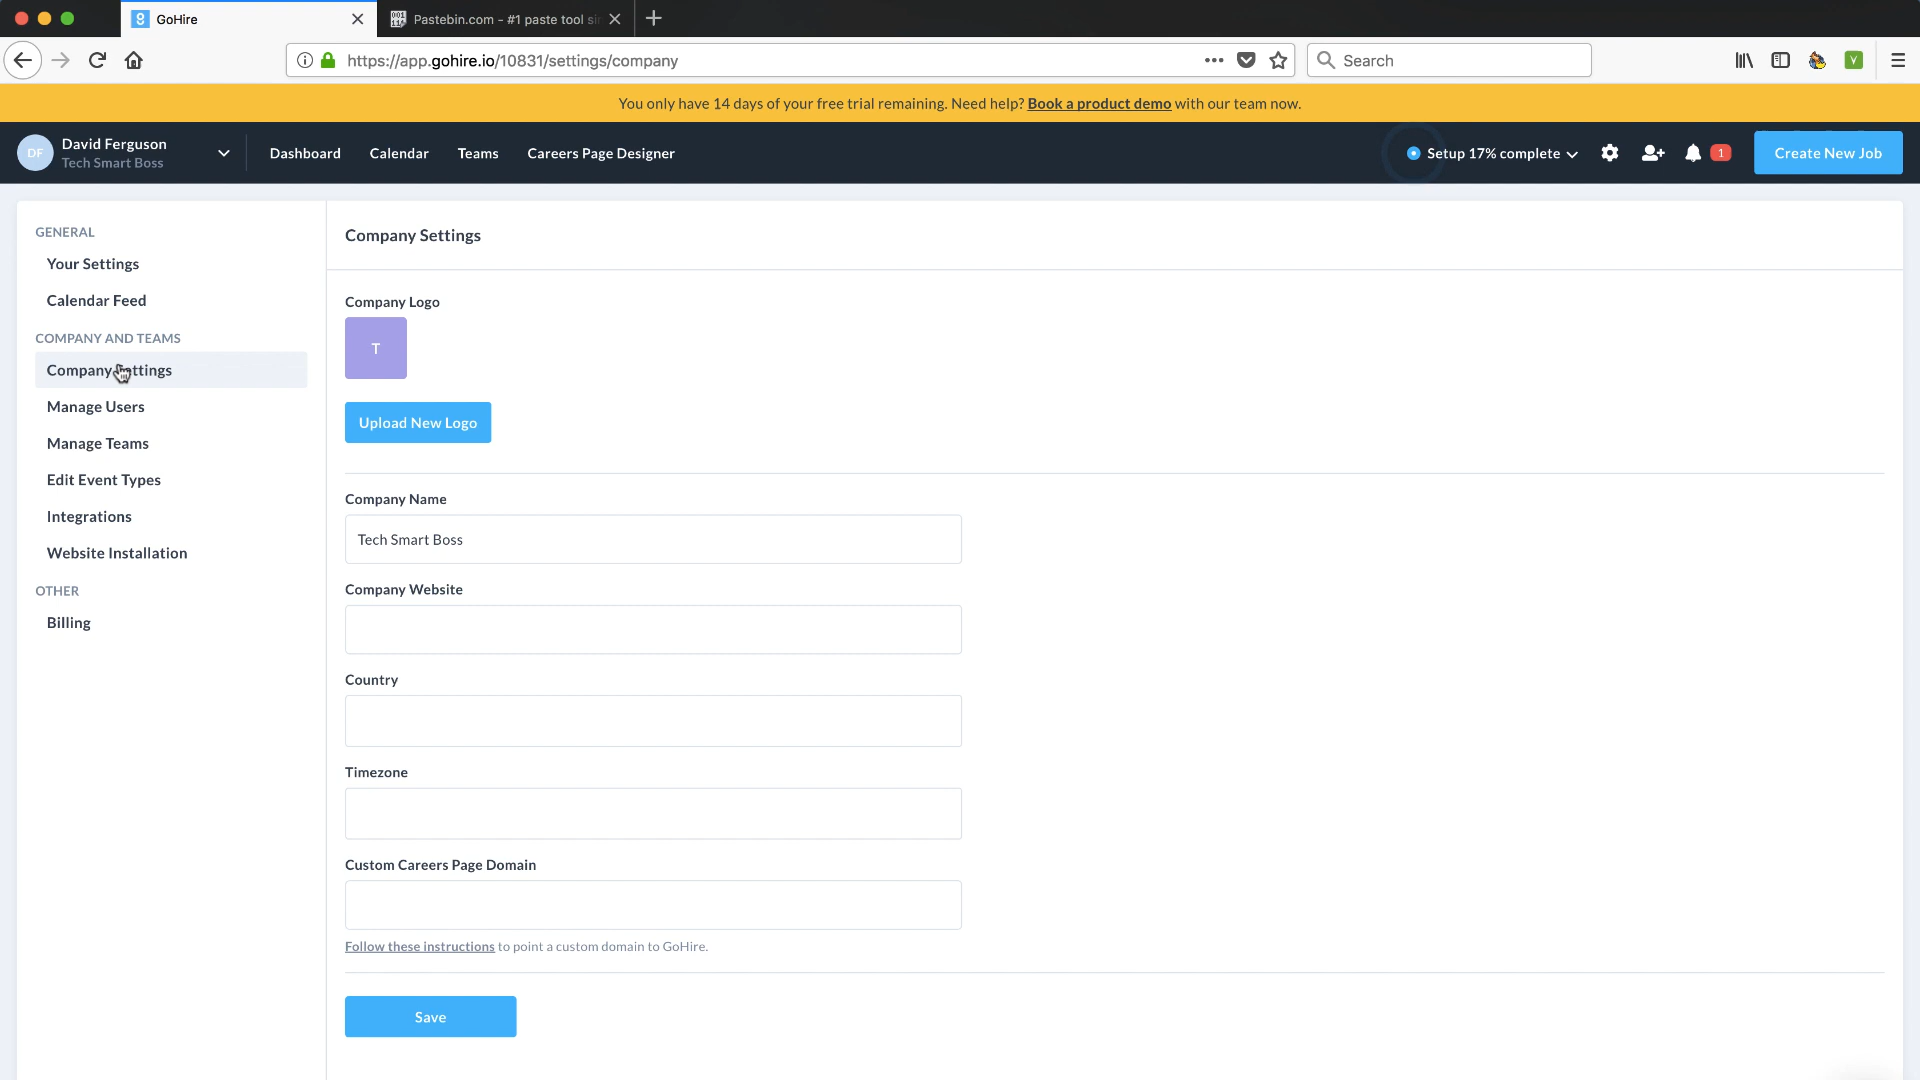 GoHire
Pastebin.com - #1 paste tool si
https://app.gohire.io/10831/settings/company
Search
You only have 14 days of your free trial remaining. Need help? Book a product demo with our team now.
DF
David Ferguson
Tech Smart Boss
Dashboard
Calendar
Teams
Careers Page Designer
Setup 17% complete
1
Create New Job
GENERAL
Your Settings
Calendar Feed
COMPANY AND TEAMS
Company Settings
Manage Users
Manage Teams
Edit Event Types
Integrations
Website Installation
OTHER
Billing
Company Settings
Company Logo
T
Upload New Logo
Company Name
Tech Smart Boss
Company Website
Country
Timezone
Custom Careers Page Domain
Follow these instructions to point a custom domain to GoHire.
Save